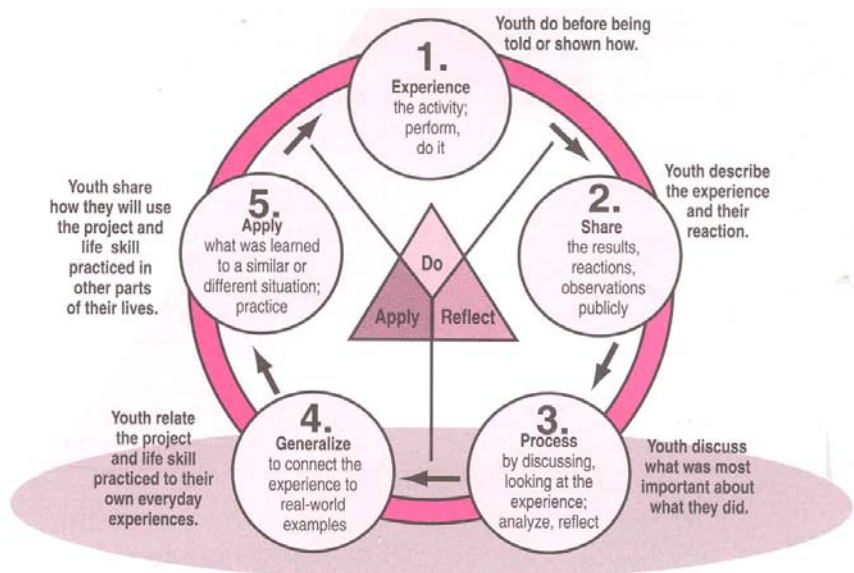 1.
Experience
the activity;
perform,
do it
Youth do before being
told or shown how.
2.
Share
the results,
reactions,
observations
publicly
Youth describe
the experience
and their
reaction.
3.
Process
by discussing,
looking at the
experience;
analyze, reflect
Youth discuss
what was most
important about
what they did.
4.
Generalize
to connect the
experience to
real-world
examples
Youth relate
the project
and life skill
practiced to their
own everyday
experiences.
5.
Apply
what was learned
to a similar or
different situation;
practice
Youth share
how they will use
the project and
life skill
practiced in
other parts
of their lives.
Do
Apply
Reflect